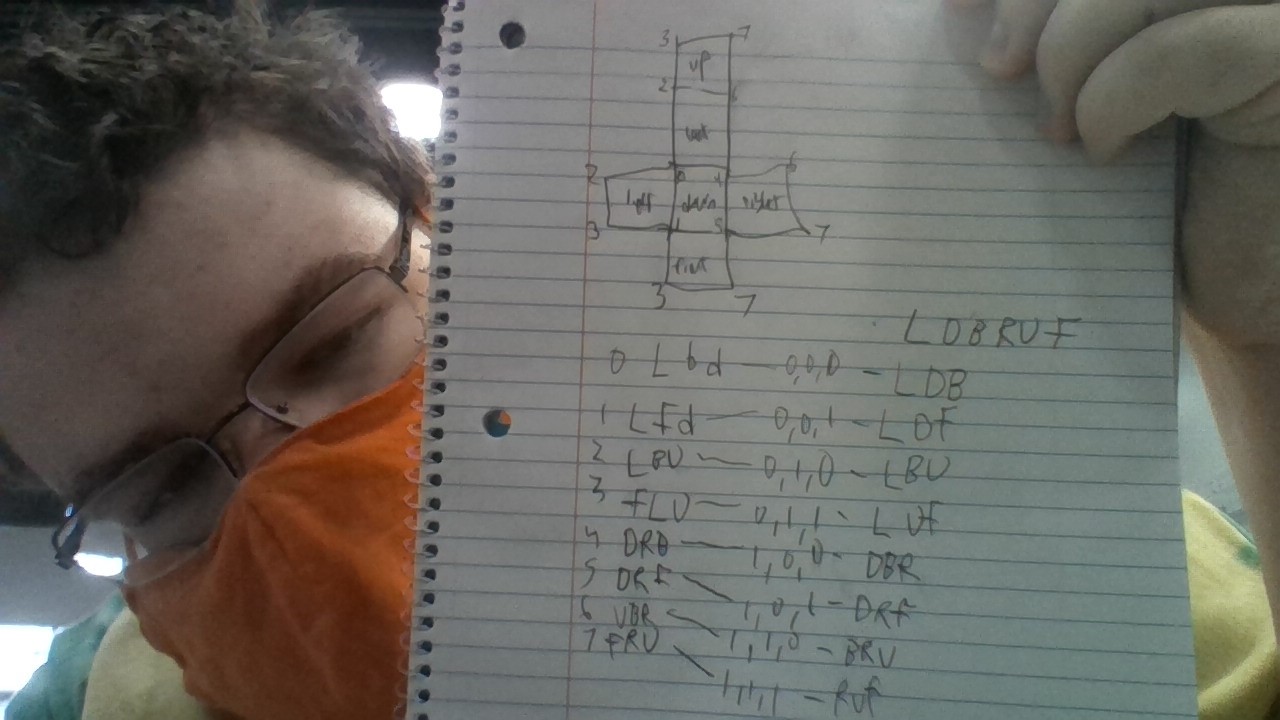 3 7
up
2 6
back
2 0 4 6
left down right
3 1 5 7
3 7
LDBRUF
0 Lbd — 0,0,0 - LDB
1 LFd — 0,0,1 - LDF
2 LBU — 0,1,0 - LBU
3 FLU — 0,1,1 - LUF
4 DRB — 1,0,0 - DBR
5 DRF — 1,0,1 - DRF
6 UBR — 1,1,0 - BRU
7 FRU — 1,1,1 - RUF